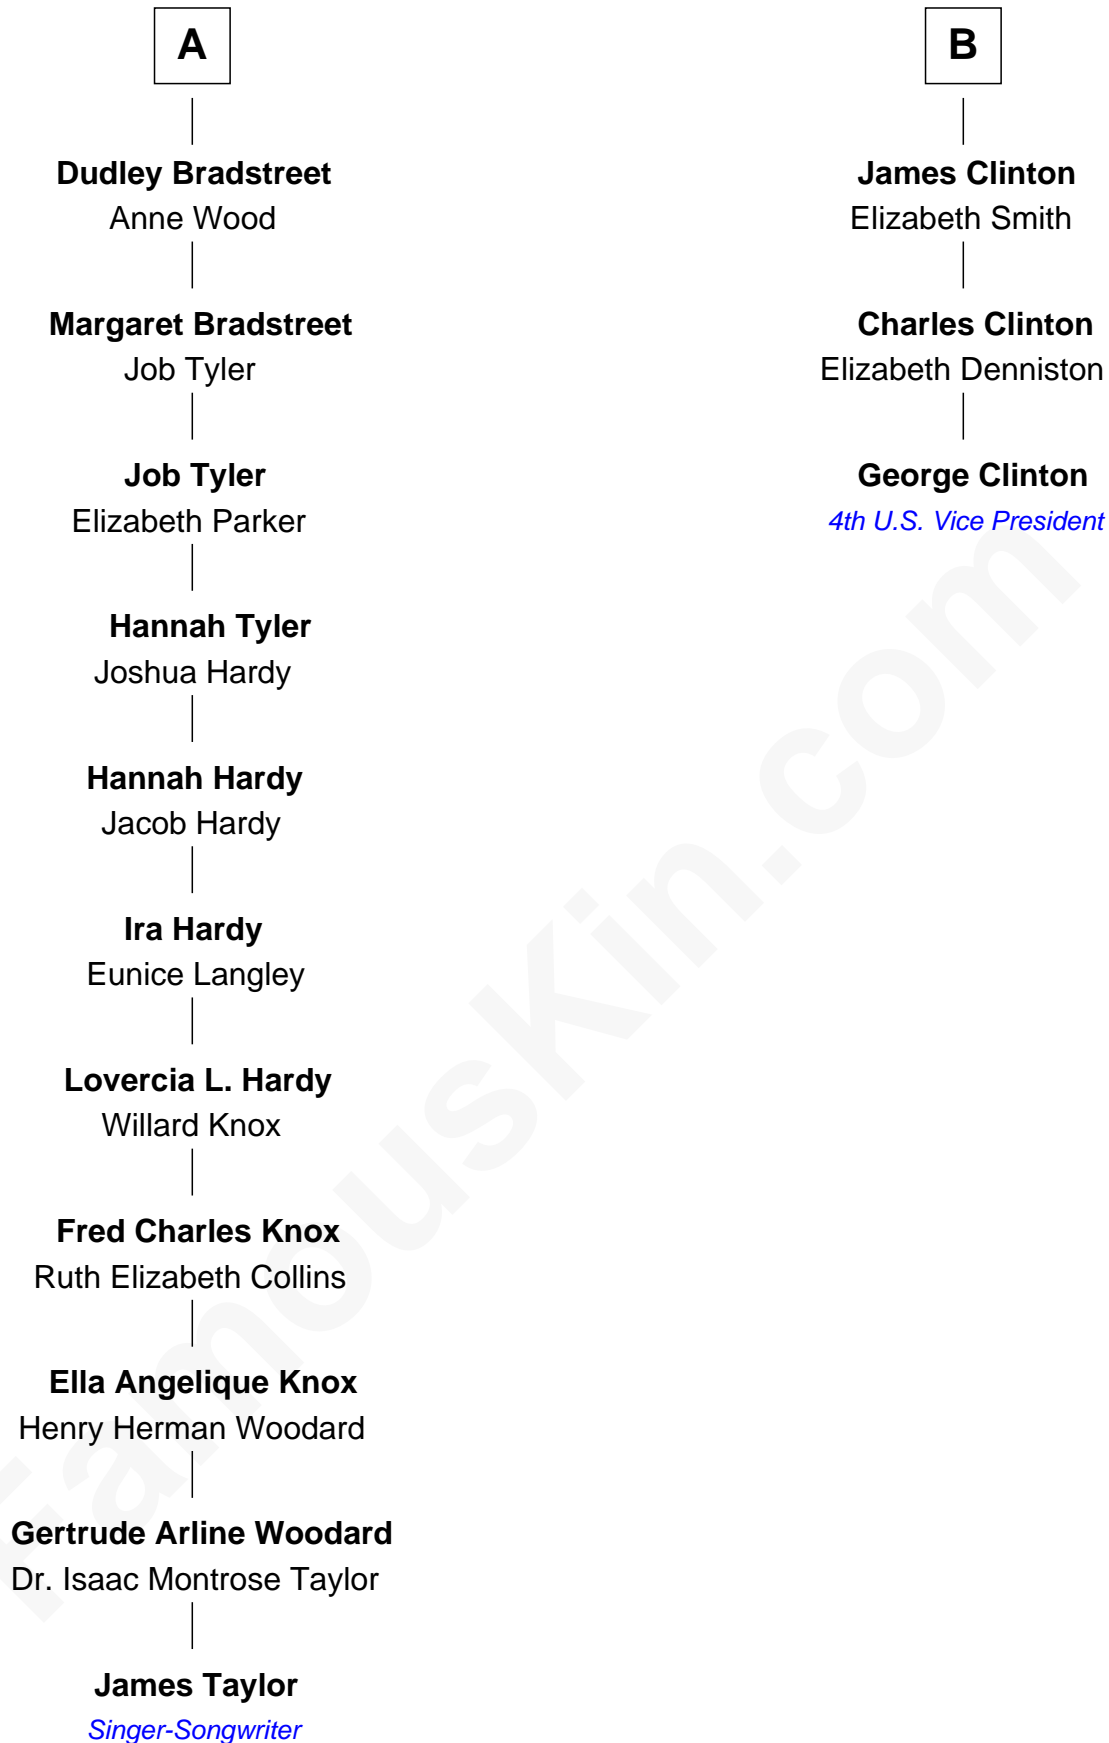 A
Dudley Bradstreet
Anne Wood
Margaret Bradstreet
Job Tyler
Job Tyler
Elizabeth Parker
Hannah Tyler
Joshua Hardy
Hannah Hardy
Jacob Hardy
Ira Hardy
Eunice Langley
Lovercia L. Hardy
Willard Knox
Fred Charles Knox
Ruth Elizabeth Collins
Ella Angelique Knox
Henry Herman Woodard
Gertrude Arline Woodard
Dr. Isaac Montrose Taylor
James Taylor
Singer-Songwriter
B
James Clinton
Elizabeth Smith
Charles Clinton
Elizabeth Denniston
George Clinton
4th U.S. Vice President
FamousKin.com